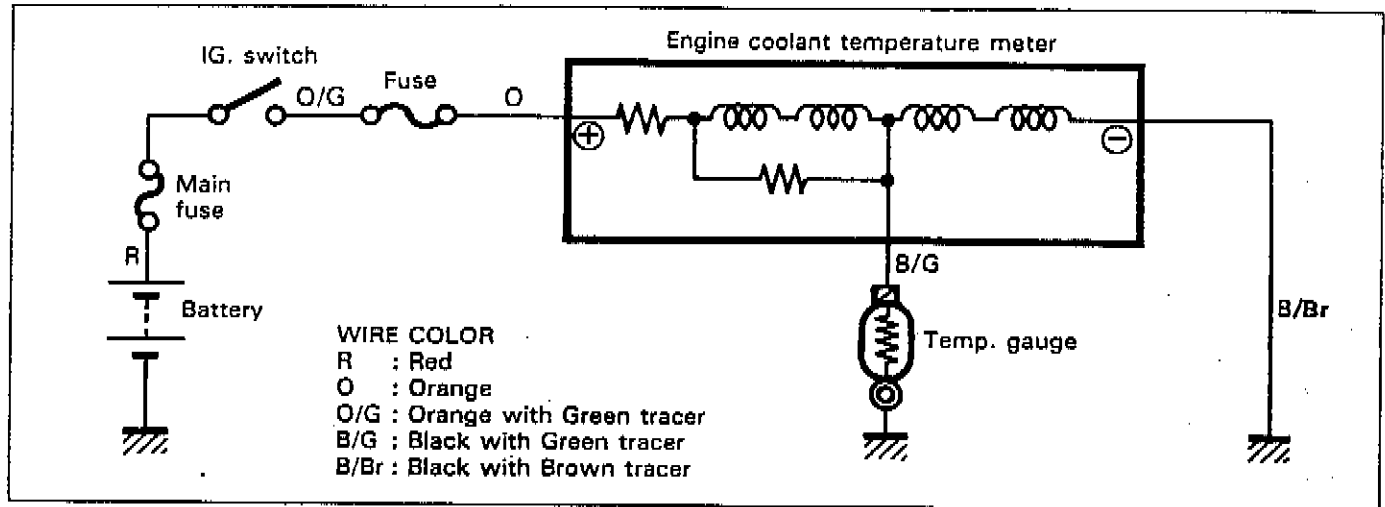 Engine coolant temperature meter
IG. switch
Fuse
O/G
O
⊕
⊖
Main
fuse
R
Battery
B/G
Temp. gauge
B/Br
WIRE COLOR
R : Red
O : Orange
O/G : Orange with Green tracer
B/G : Black with Green tracer
B/Br : Black with Brown tracer